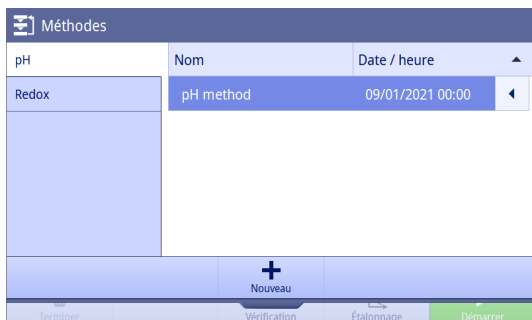 Méthodes
pH
Nom Date / heure
Redox
pH method 09/01/2021 00:00
Nouveau
Terminer Vérification Étalonnage Démarrer